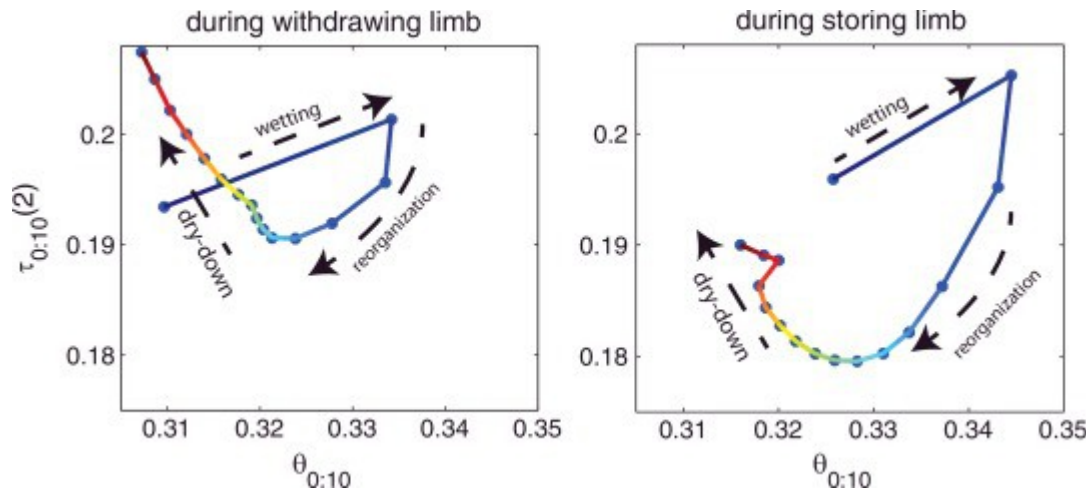 during withdrawing limb
during storing limb
τ0:10(2)
0.2
0.19
0.18
wetting
dry-down
reorganization
0.31
0.32
0.33
0.34
0.35
θ0:10
0.2
0.19
0.18
wetting
dry-down
reorganization
0.31
0.32
0.33
0.34
0.35
θ0:10